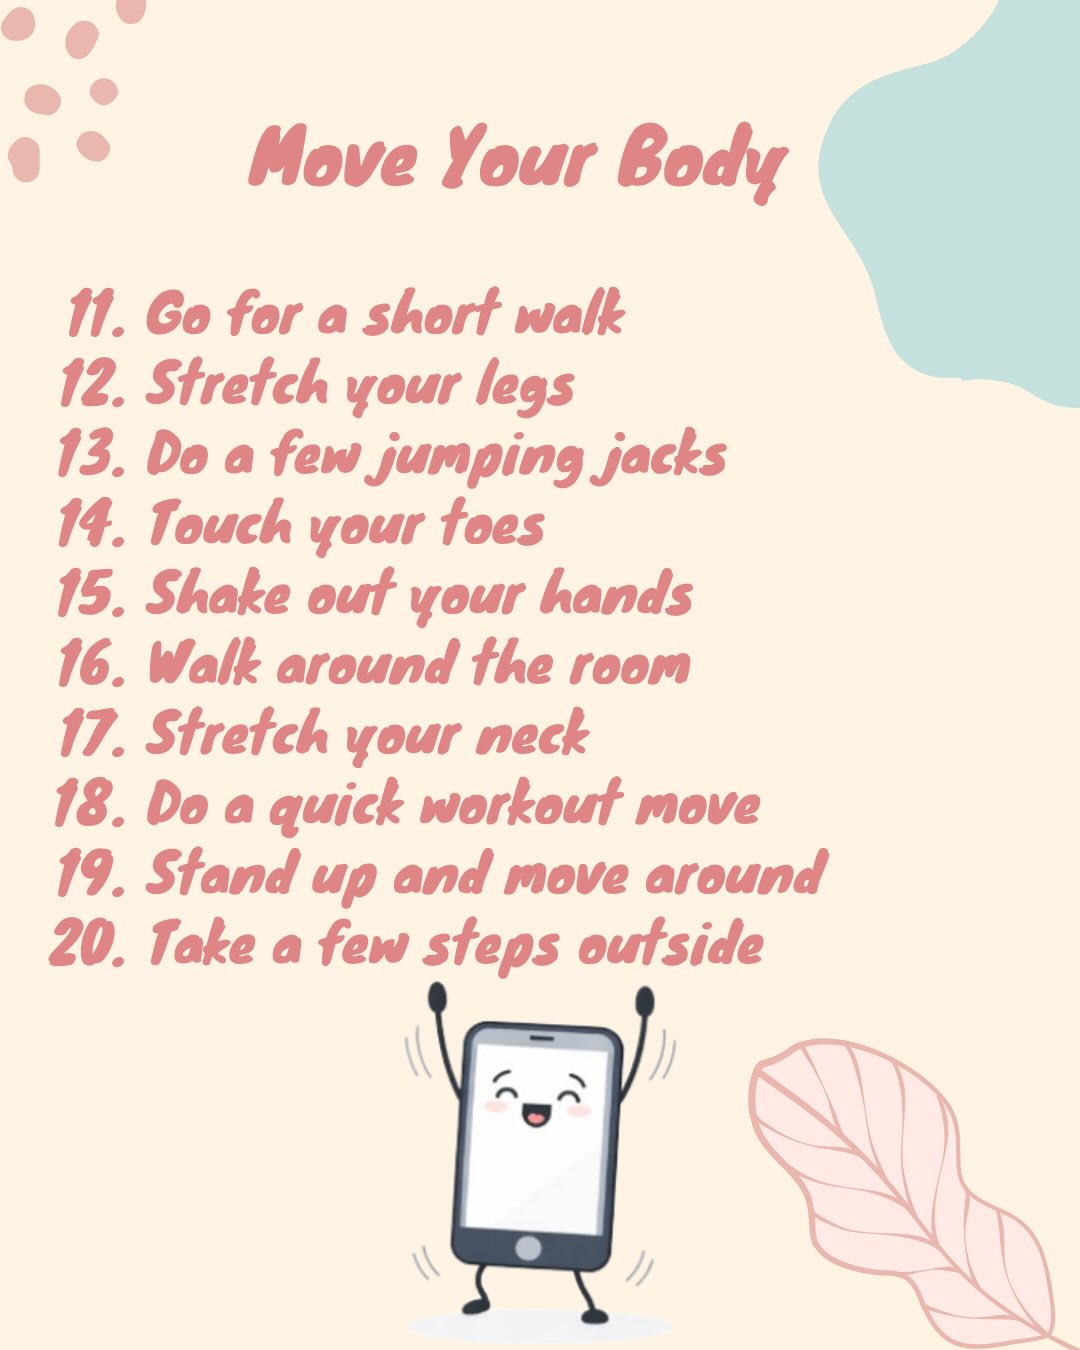 Move Your Body
11. Go for a short walk
12. Stretch your legs
13. Do a few jumping jacks
14. Touch your toes
15. Shake out your hands
16. Walk around the room
17. Stretch your neck
18. Do a quick workout move
19. Stand up and move around
20. Take a few steps outside